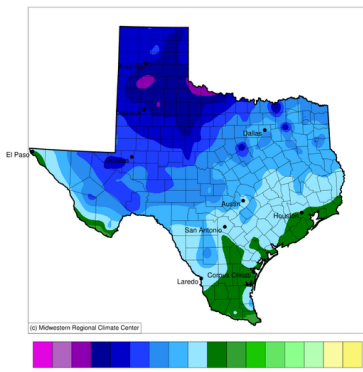 Dallas
El Paso
Austin
Houston
San Antonio
Corpus Christi
Laredo
(c) Midwestern Regional Climate Center